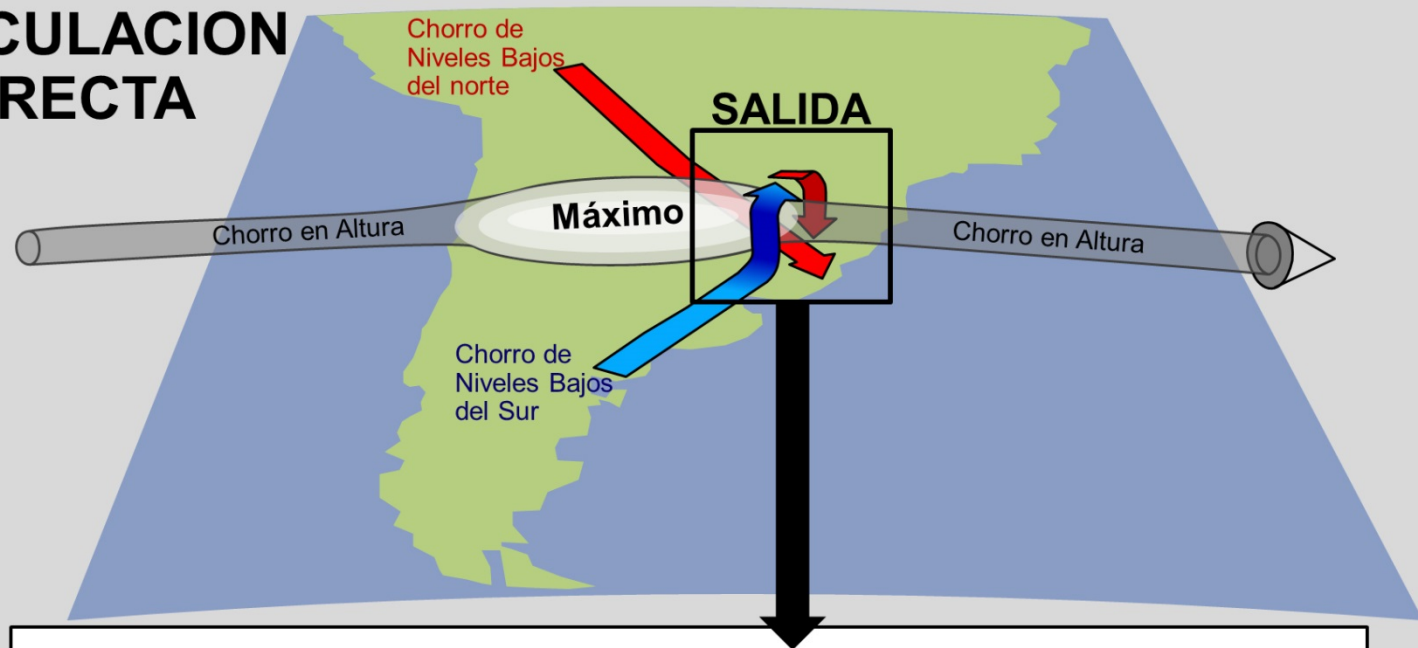 CULACION
RECTA
Chorro de
Niveles Bajos
del norte
SALIDA
Máximo
Chorro en Altura
Chorro en Altura
Chorro de
Niveles Bajos
del Sur